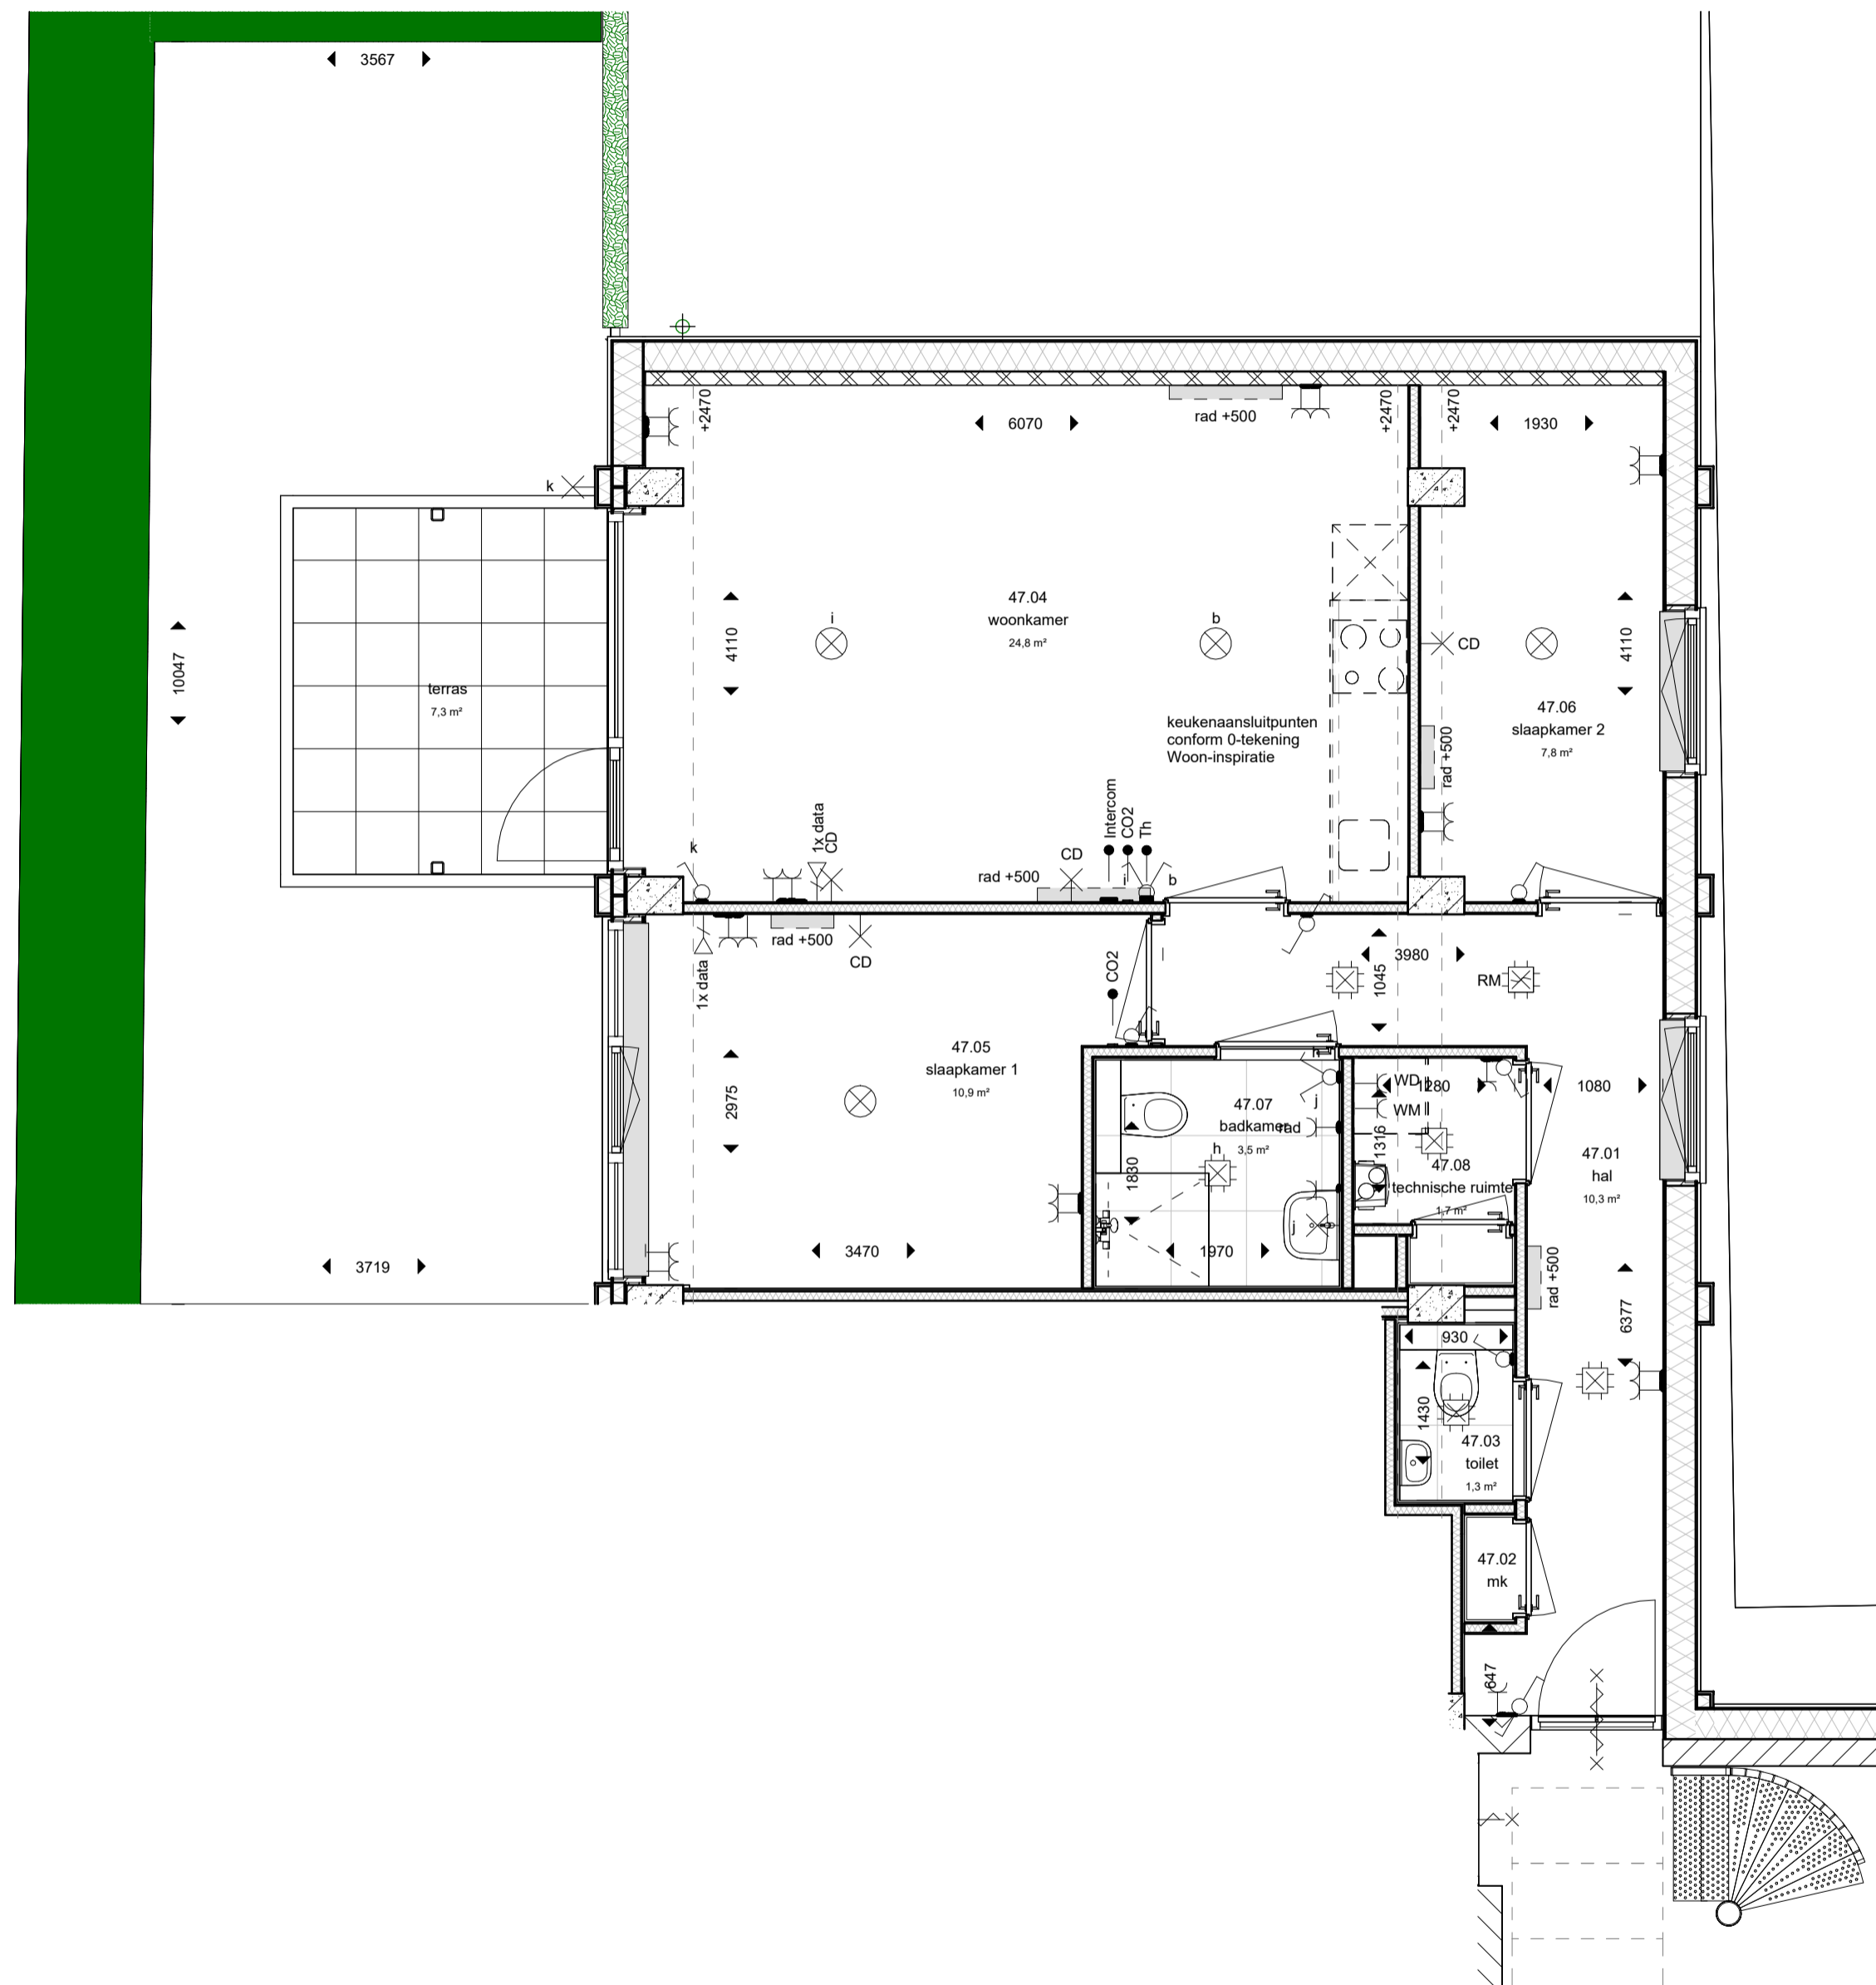 3567
+2470
6070
rad +500
+2470
+2470
1930
k
47.04
woonkamer
24,8 m²
i
b
4110
CD
4110
10047
terras
7,3 m²
47.06
slaapkamer 2
7,8 m²
keukenaansluitpunten
conform 0-tekening
Woon-inspiratie
rad +500
k
1x data
CD
rad +500
CD
Intercom
CO2
Th
i
b
1x data
rad +500
CD
CO2
3980
1045
RM
47.05
slaapkamer 1
10,9 m²
2975
3470
47.07
badkamer
3,5 m²
rad
h
j
j
1830
1970
WD
WM
1280
1316
47.08
technische ruimte
1,7 m²
1080
47.01
hal
10,3 m²
rad +500
6377
3719
930
1430
47.03
toilet
1,3 m²
47.02
mk
647